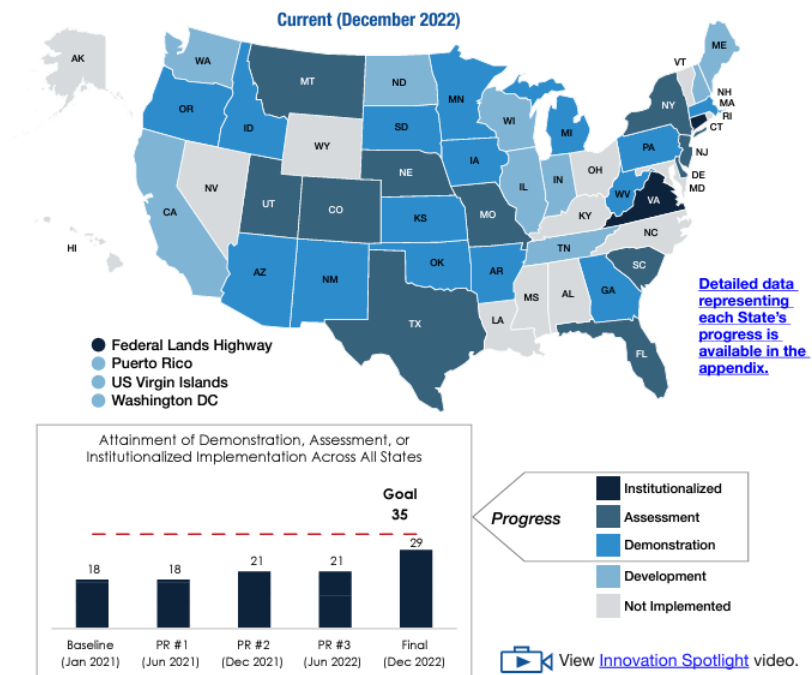 Current (December 2022)
AK
WA
MT
ND
MN
ME
VT
NH
MA
RI
CT
NY
OR
ID
SD
WI
MI
WY
IA
PA
NJ
NE
OH
DE
MD
NV
UT
CO
IL
IN
WV
VA
CA
KS
MO
KY
NC
HI
TN
AZ
NM
OK
AR
SC
MS
AL
GA
TX
LA
FL
Detailed data
representing
each State's
progress is
available in the
appendix.
Federal Lands Highway
Puerto Rico
US Virgin Islands
Washington DC
Attainment of Demonstration, Assessment, or
Institutionalized Implementation Across All States
Goal
35
18
18
21
21
29
Baseline
(Jan 2021)
PR #1
(Jun 2021)
PR #2
(Dec 2021)
PR #3
(Jun 2022)
Final
(Dec 2022)
Progress
Institutionalized
Assessment
Demonstration
Development
Not Implemented
View Innovation Spotlight video.